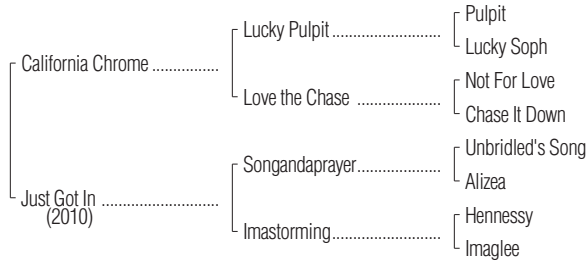 Pulpit
Lucky Pulpit
Lucky Soph
California Chrome
Not For Love
Love the Chase
Chase It Down
Unbridled's Song
Songandaprayer
Alizea
Just Got In
(2010)
Hennessy
Imastorming
Imaglee